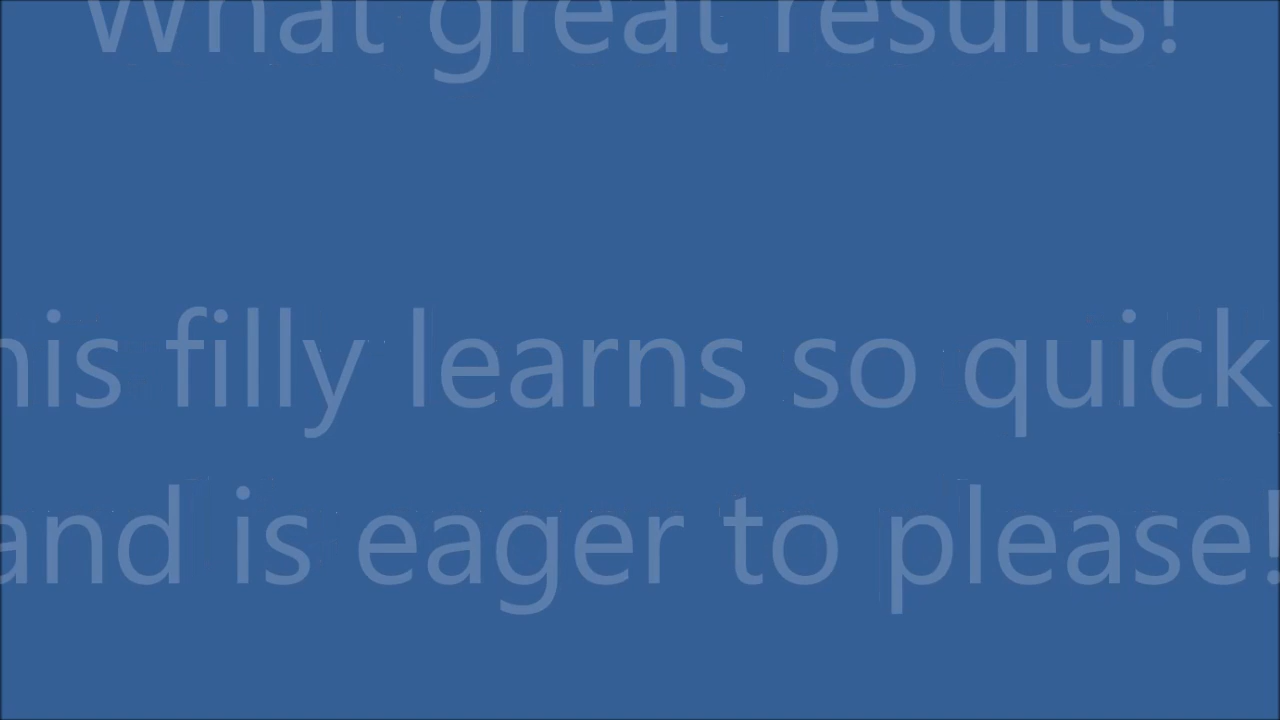 What great results!
his filly learns so quick
and is eager to please!